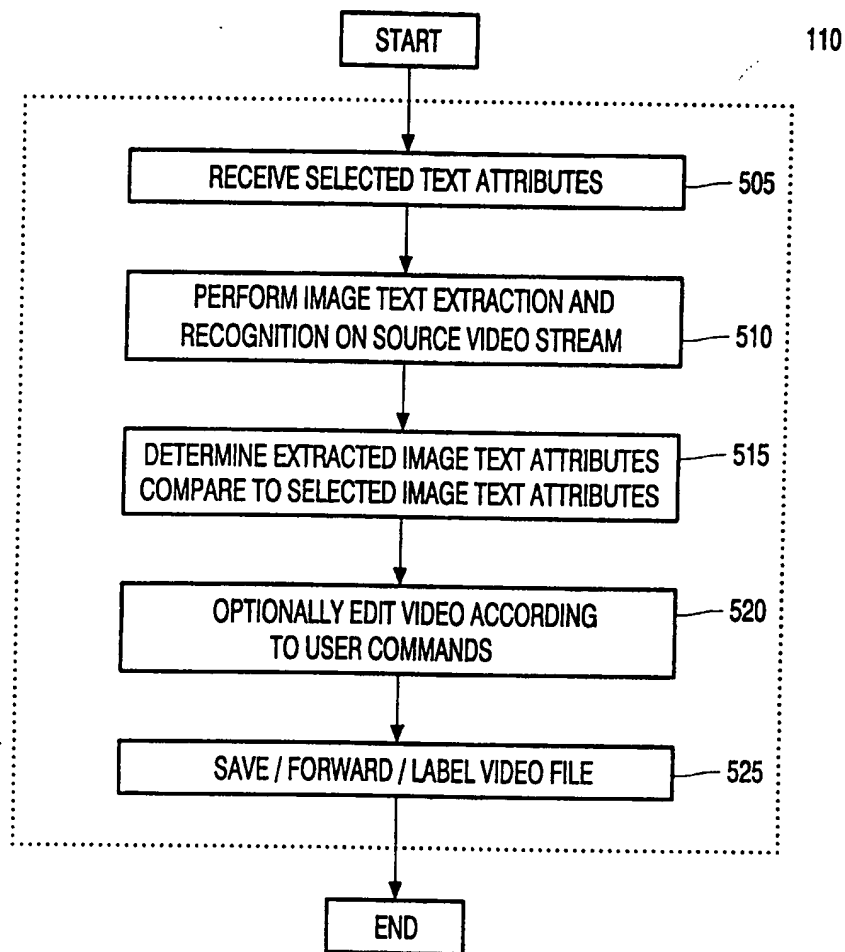 START
110
RECEIVE SELECTED TEXT ATTRIBUTES
505
PERFORM IMAGE TEXT EXTRACTION AND
RECOGNITION ON SOURCE VIDEO STREAM
510
DETERMINE EXTRACTED IMAGE TEXT ATTRIBUTES
COMPARE TO SELECTED IMAGE TEXT ATTRIBUTES
515
OPTIONALLY EDIT VIDEO ACCORDING
TO USER COMMANDS
520
SAVE / FORWARD / LABEL VIDEO FILE
525
END